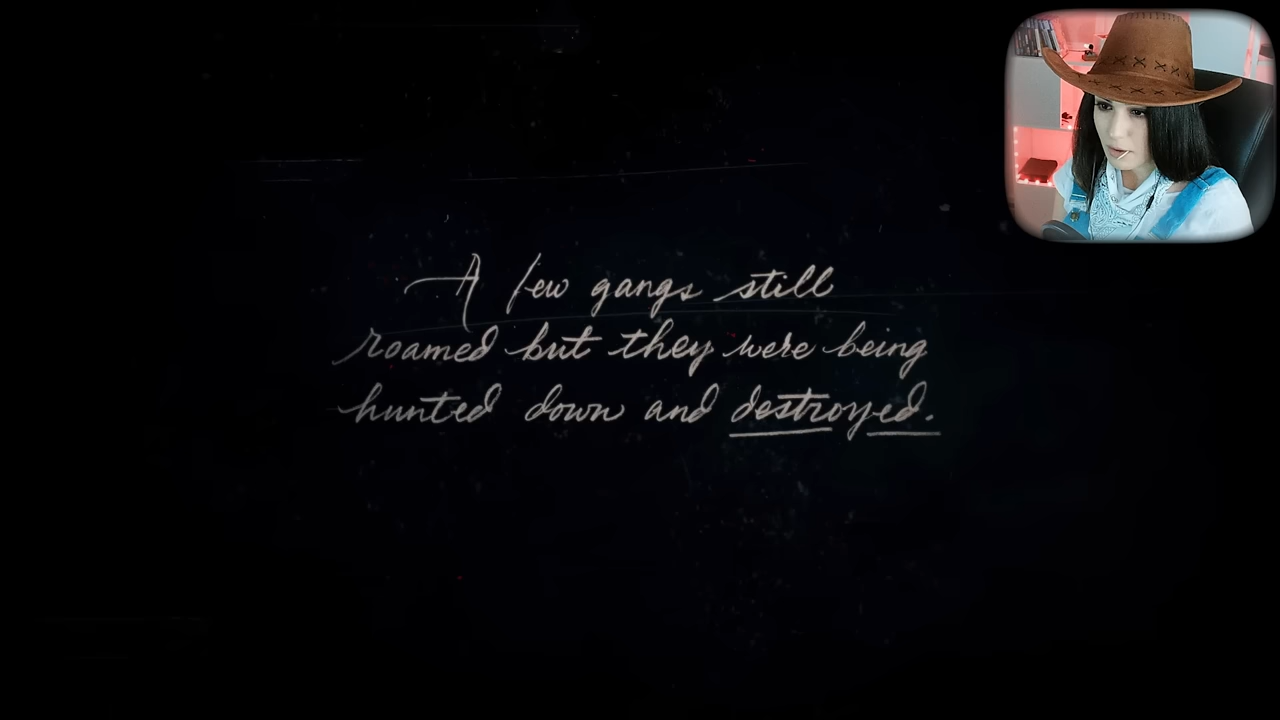 A few gangs still
roamed but they were being
hunted down and destroyed.